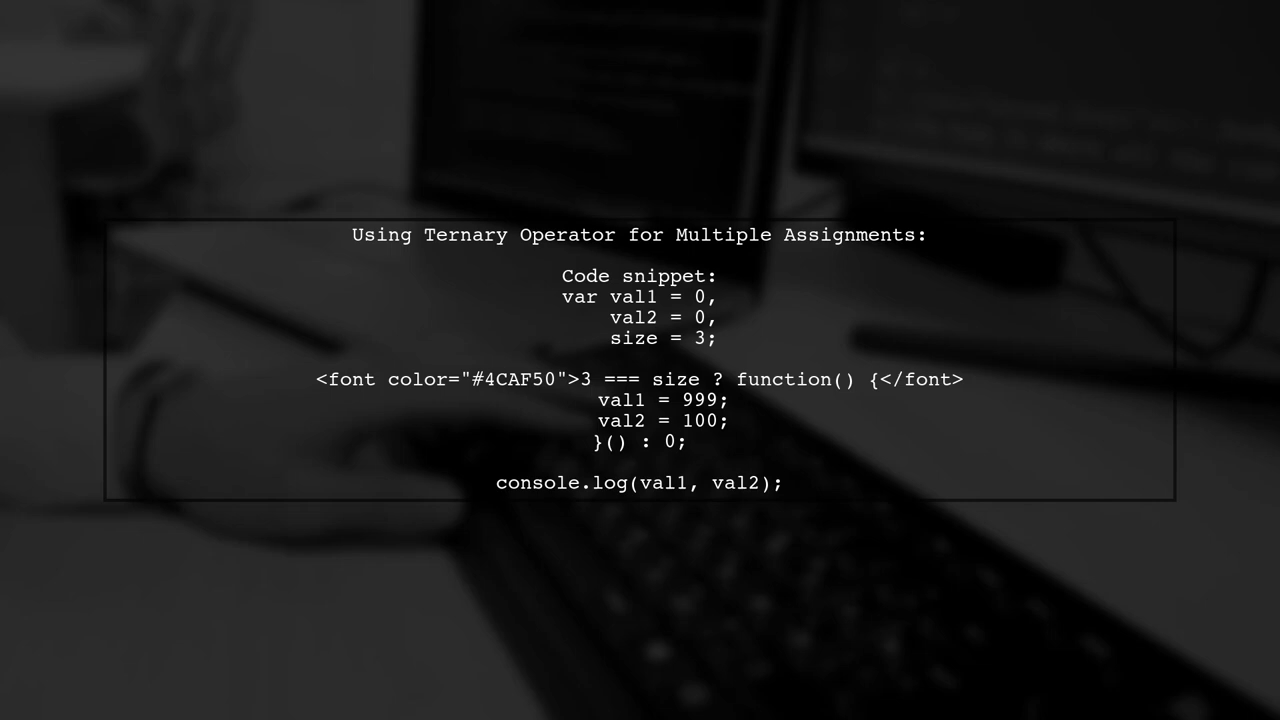 Using Ternary Operator for Multiple Assignments:
Code snippet:
var val1 = 0,
val2 = 0,
size = 3;
<font color="#4CAF50">3 === size ? function() {</font>
val1 = 999;
val2 = 100;
}() : 0;
console.log(val1, val2);